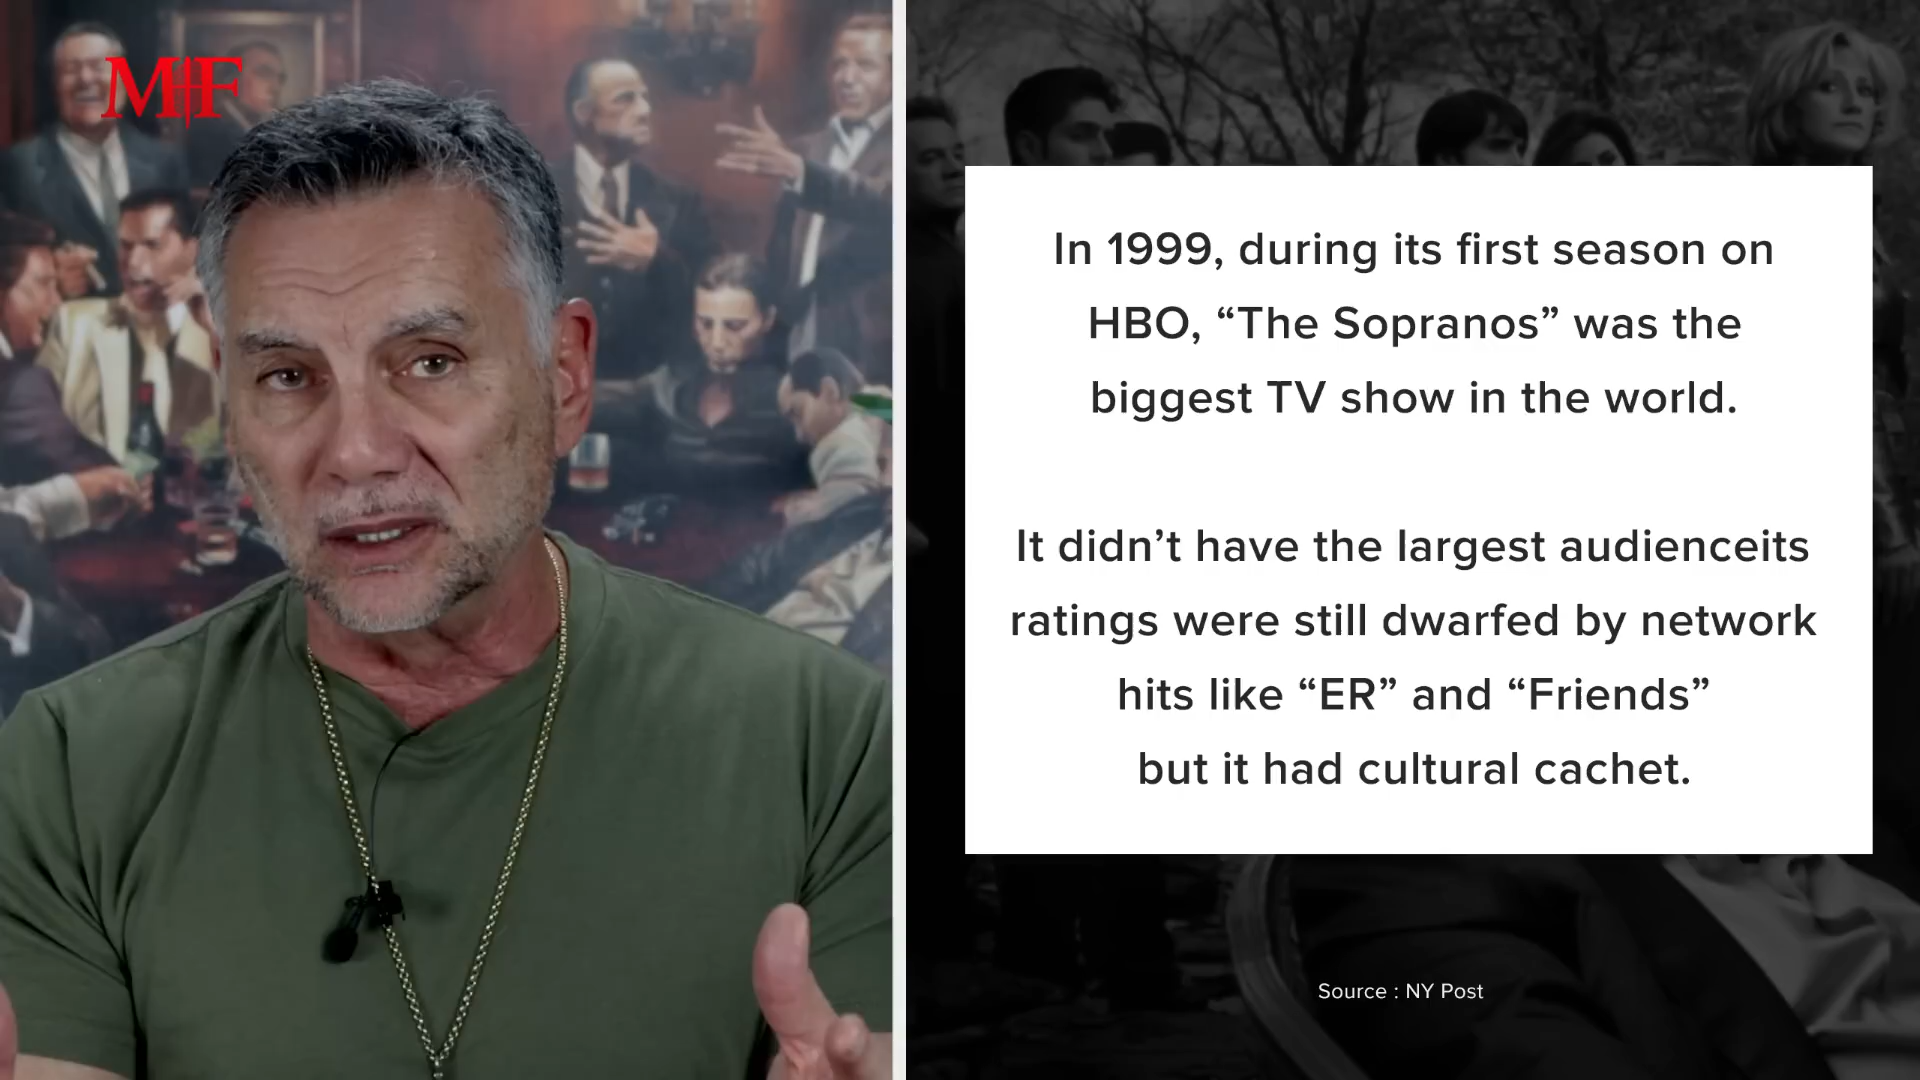 M|F
In 1999, during its first season on
HBO, “The Sopranos” was the
biggest TV show in the world.
It didn’t have the largest audienceits
ratings were still dwarfed by network
hits like “ER” and “Friends”
but it had cultural cachet.
Source : NY Post